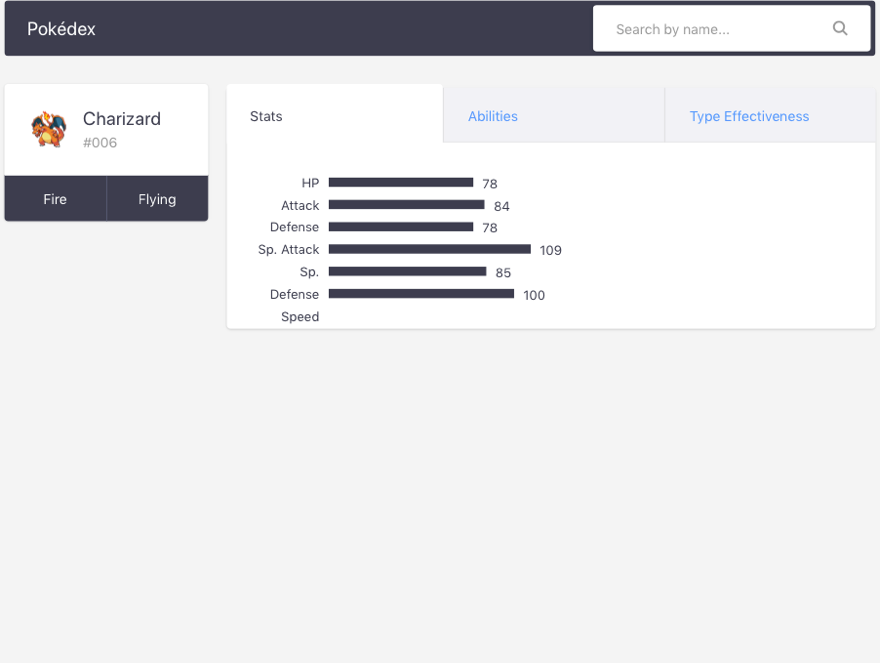 Pokédex
Search by name...
Charizard
#006
Fire Flying
Stats Abilities Type Effectiveness
HP 78
Attack 84
Defense 78
Sp. Attack 109
Sp. 85
Defense 100
Speed